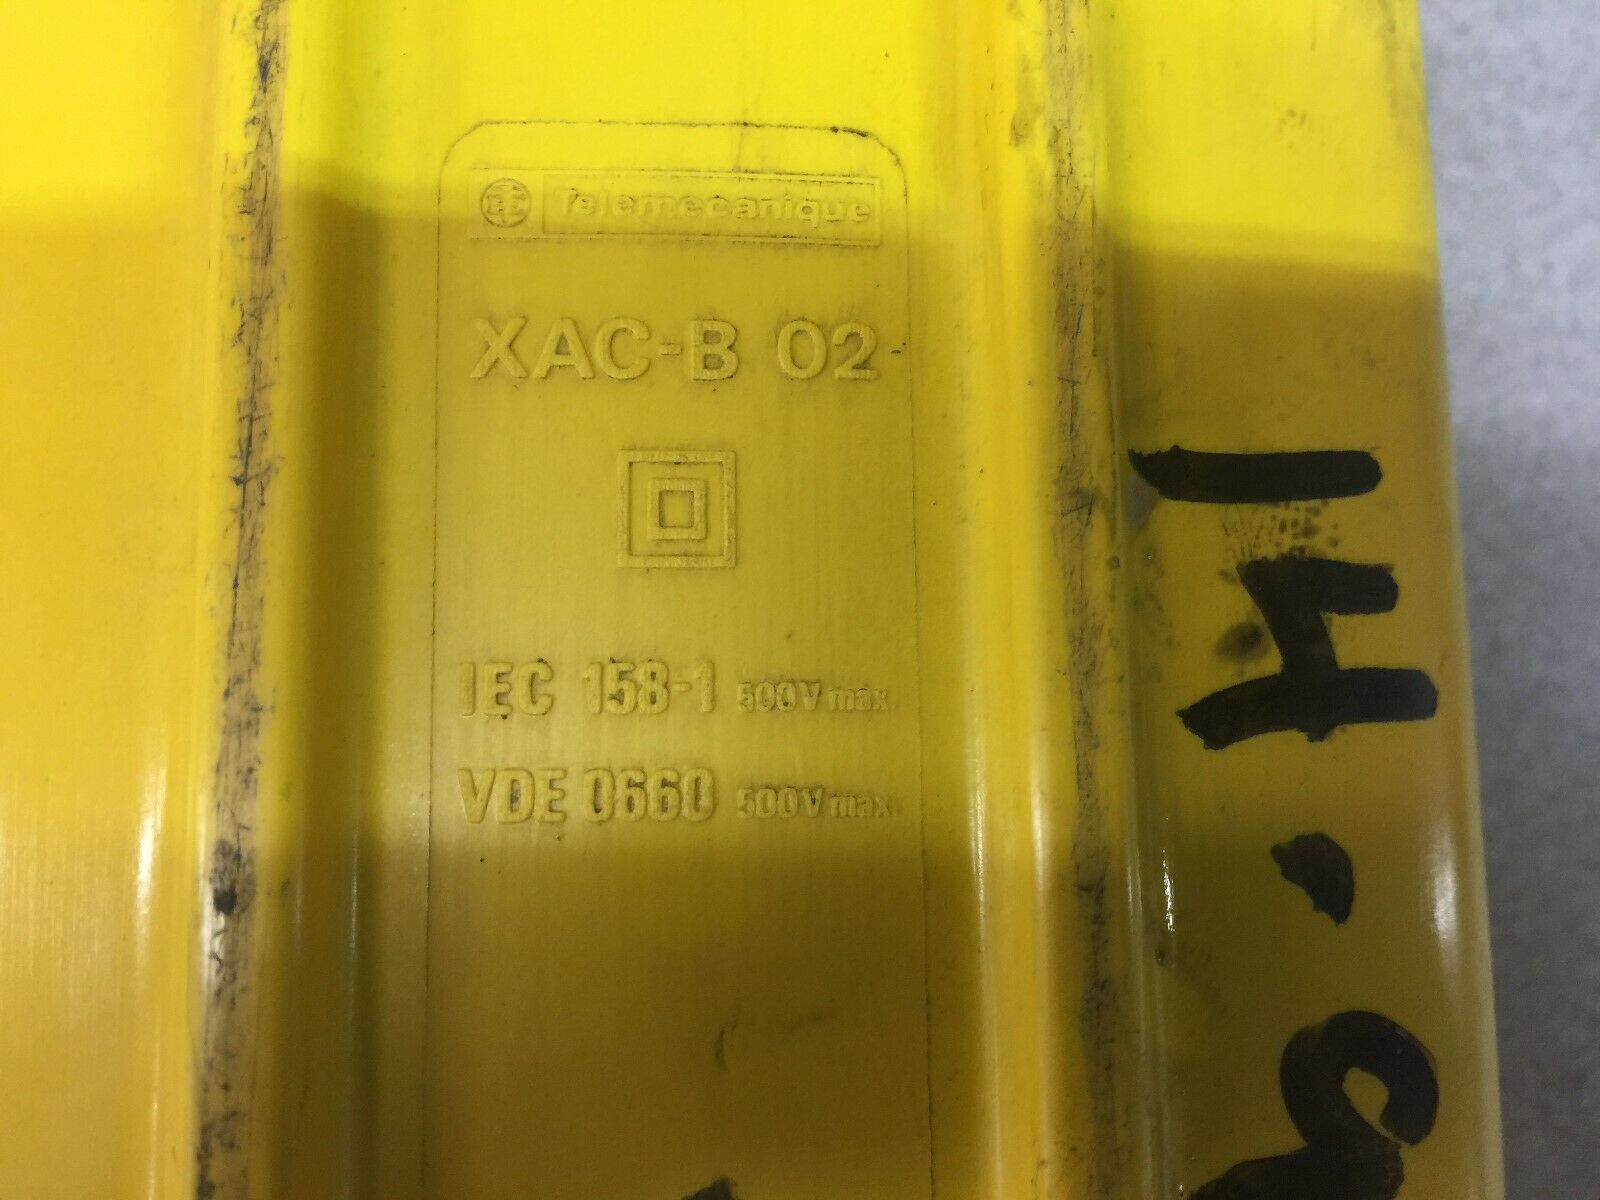 Telemecanique
XAC-B 02
IEC 158-1 500V max.
VDE 0660 500V max.